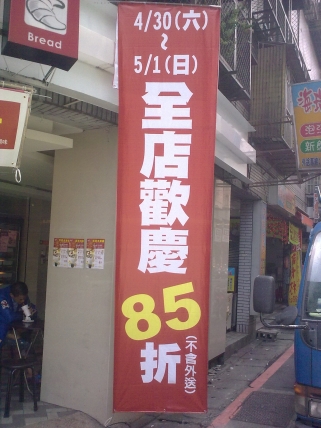 Bread
4/30(六)
~
5/1(日)
全店歡慶
85
折
(不含外送)